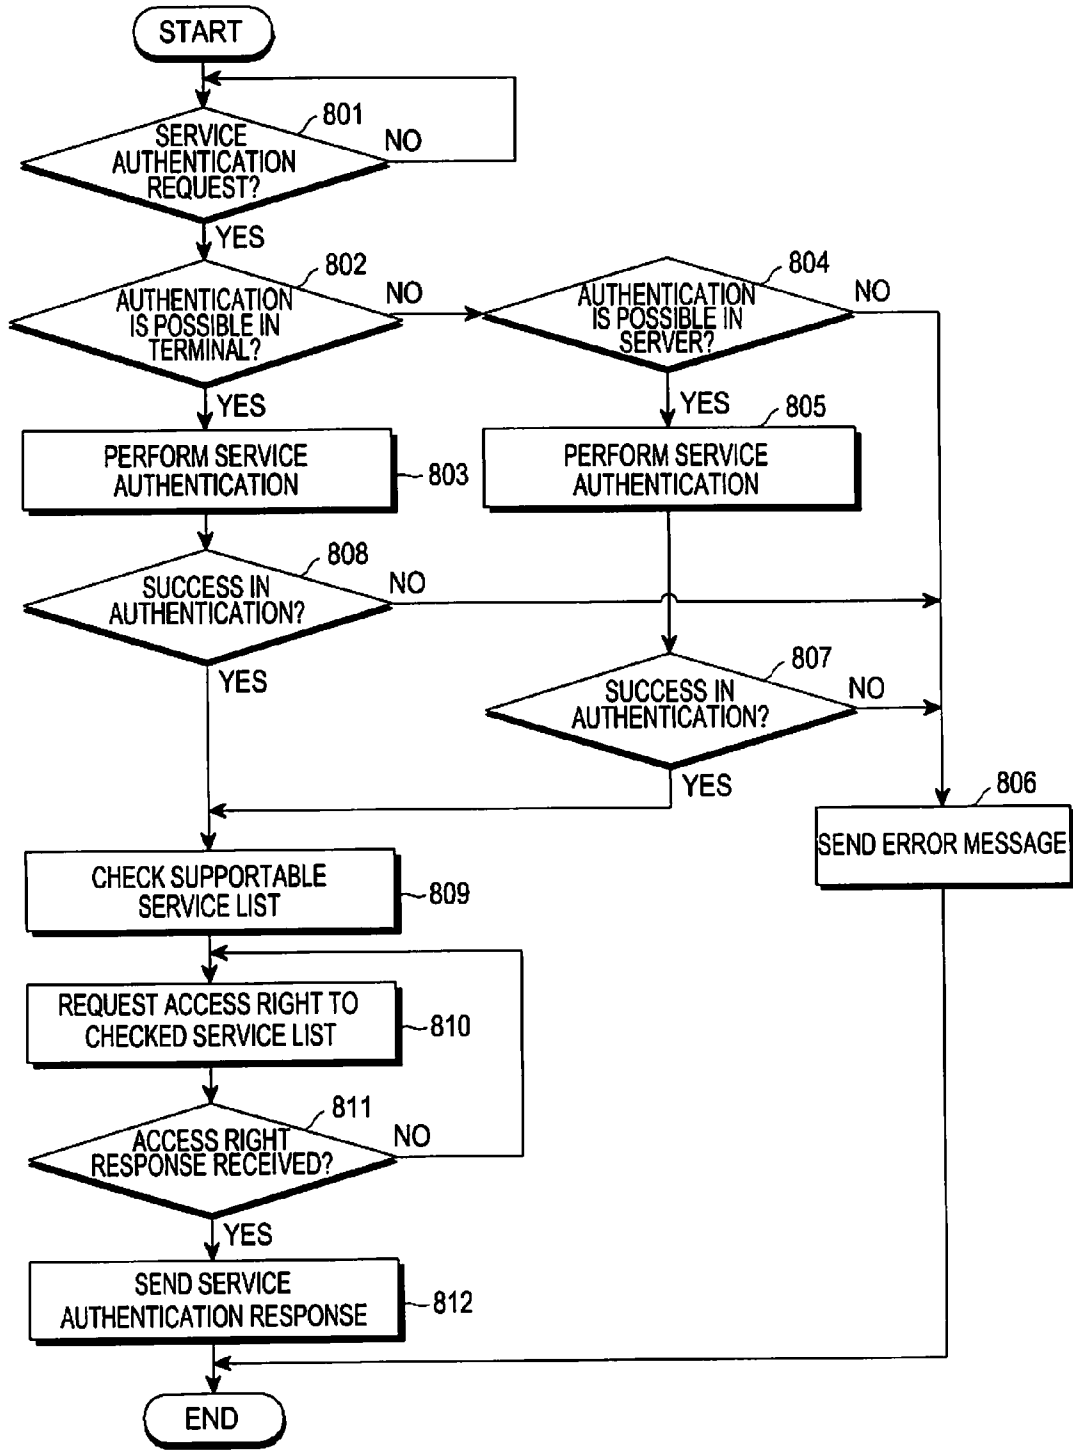 START
801
SERVICE
AUTHENTICATION
REQUEST?
NO
YES
802
AUTHENTICATION
IS POSSIBLE IN
TERMINAL?
NO
YES
804
AUTHENTICATION
IS POSSIBLE IN
SERVER?
NO
YES
PERFORM SERVICE
AUTHENTICATION
803
805
PERFORM SERVICE
AUTHENTICATION
808
SUCCESS IN
AUTHENTICATION?
NO
YES
807
SUCCESS IN
AUTHENTICATION?
NO
YES
806
SEND ERROR MESSAGE
CHECK SUPPORTABLE
SERVICE LIST
809
REQUEST ACCESS RIGHT TO
CHECKED SERVICE LIST
810
811
ACCESS RIGHT
RESPONSE RECEIVED?
NO
YES
SEND SERVICE
AUTHENTICATION RESPONSE
812
END